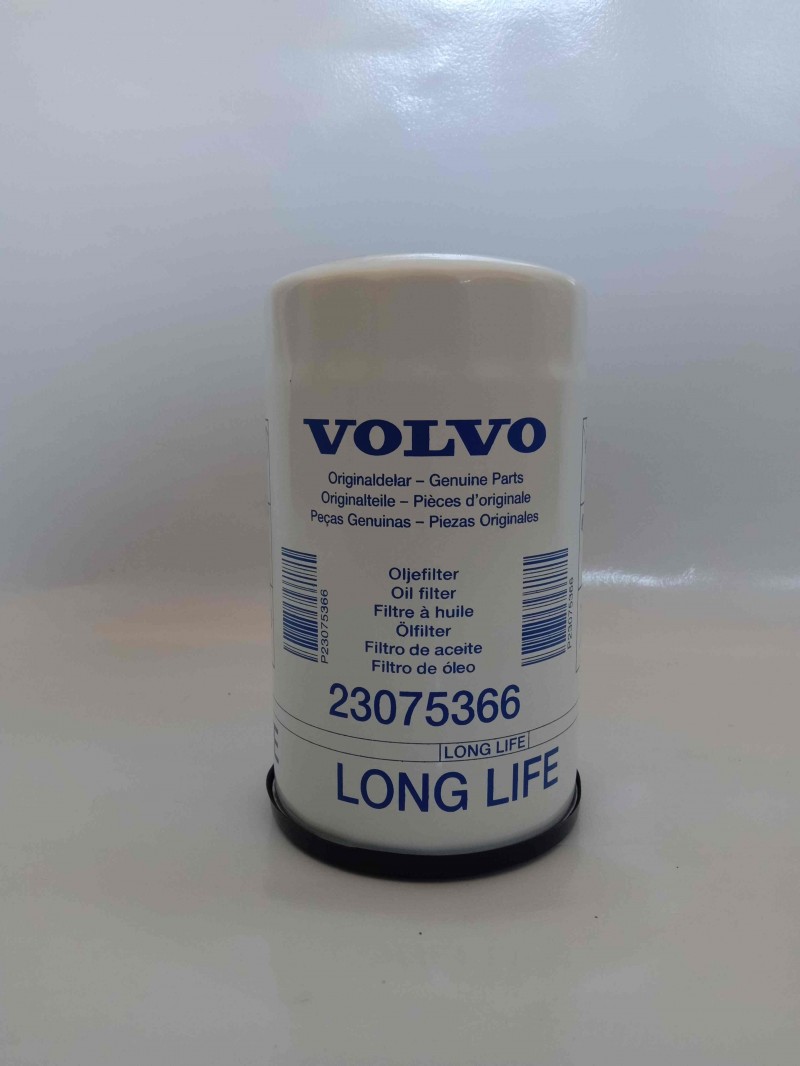 VOLVO
Originaldelar – Genuine Parts
Originalteile – Pièces d'originale
Peças Genuinas – Piezas Originales
Oljefilter
Oil filter
Filtre à huile
Ölfilter
Filtro de aceite
Filtro de óleo
P23075366
P23075366
23075366
LONG LIFE
LONG LIFE